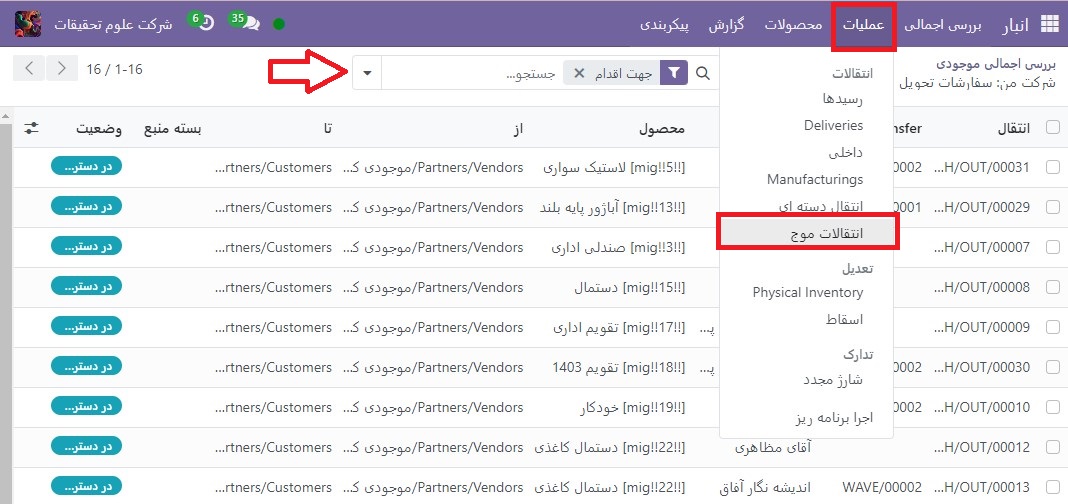 انبار بررسی اجمالی عملیات محصولات گزارش پیکربندی 35 6 شرکت علوم تحقیقات
بررسی اجمالی موجودی
شرکت من: سفارشات تحویل
جهت اقدام جستجو...
16 / 1-16
انتقال nsfer محصول از تا بسته منبع وضعیت
H/OUT/00031... 00002 [mig!!5!!] لاستیک سواری Partners/Vendors/موجودی ک... rtners/Customers... در دستر...
H/OUT/00029... 0001 [mig!!13!!] آباژور پایه بلند Partners/Vendors/موجودی ک... rtners/Customers... در دستر...
H/OUT/00007... [mig!!3!!] صندلی اداری Partners/Vendors/موجودی ک... rtners/Customers... در دستر...
H/OUT/00008... [mig!!15!!] دستمال Partners/Vendors/موجودی ک... rtners/Customers... در دستر...
H/OUT/00009... پ... [mig!!17!!] تقویم اداری Partners/Vendors/موجودی ک... rtners/Customers... در دستر...
H/OUT/00030... 0002 پ... [mig!!18!!] تقویم 1403 Partners/Vendors/موجودی ک... rtners/Customers... در دستر...
H/OUT/00010... 0002 [mig!!19!!] خودکار Partners/Vendors/موجودی ک... rtners/Customers... در دستر...
H/OUT/00012... آقای مظاهری [mig!!22!!] دستمال کاغذی Partners/Vendors/موجودی ک... rtners/Customers... در دستر...
H/OUT/00013... WAVE/00002 اندیشه نگار آفاق [mig!!22!!] دستمال کاغذی Partners/Vendors/موجودی ک... rtners/Customers... در دستر...
انتقالات
رسیدها
Deliveries
داخلی
Manufacturings
انتقال دسته ای
انتقالات موج
تعدیل
Physical Inventory
اسقاط
تدارک
شارژ مجدد
اجرا برنامه ریز